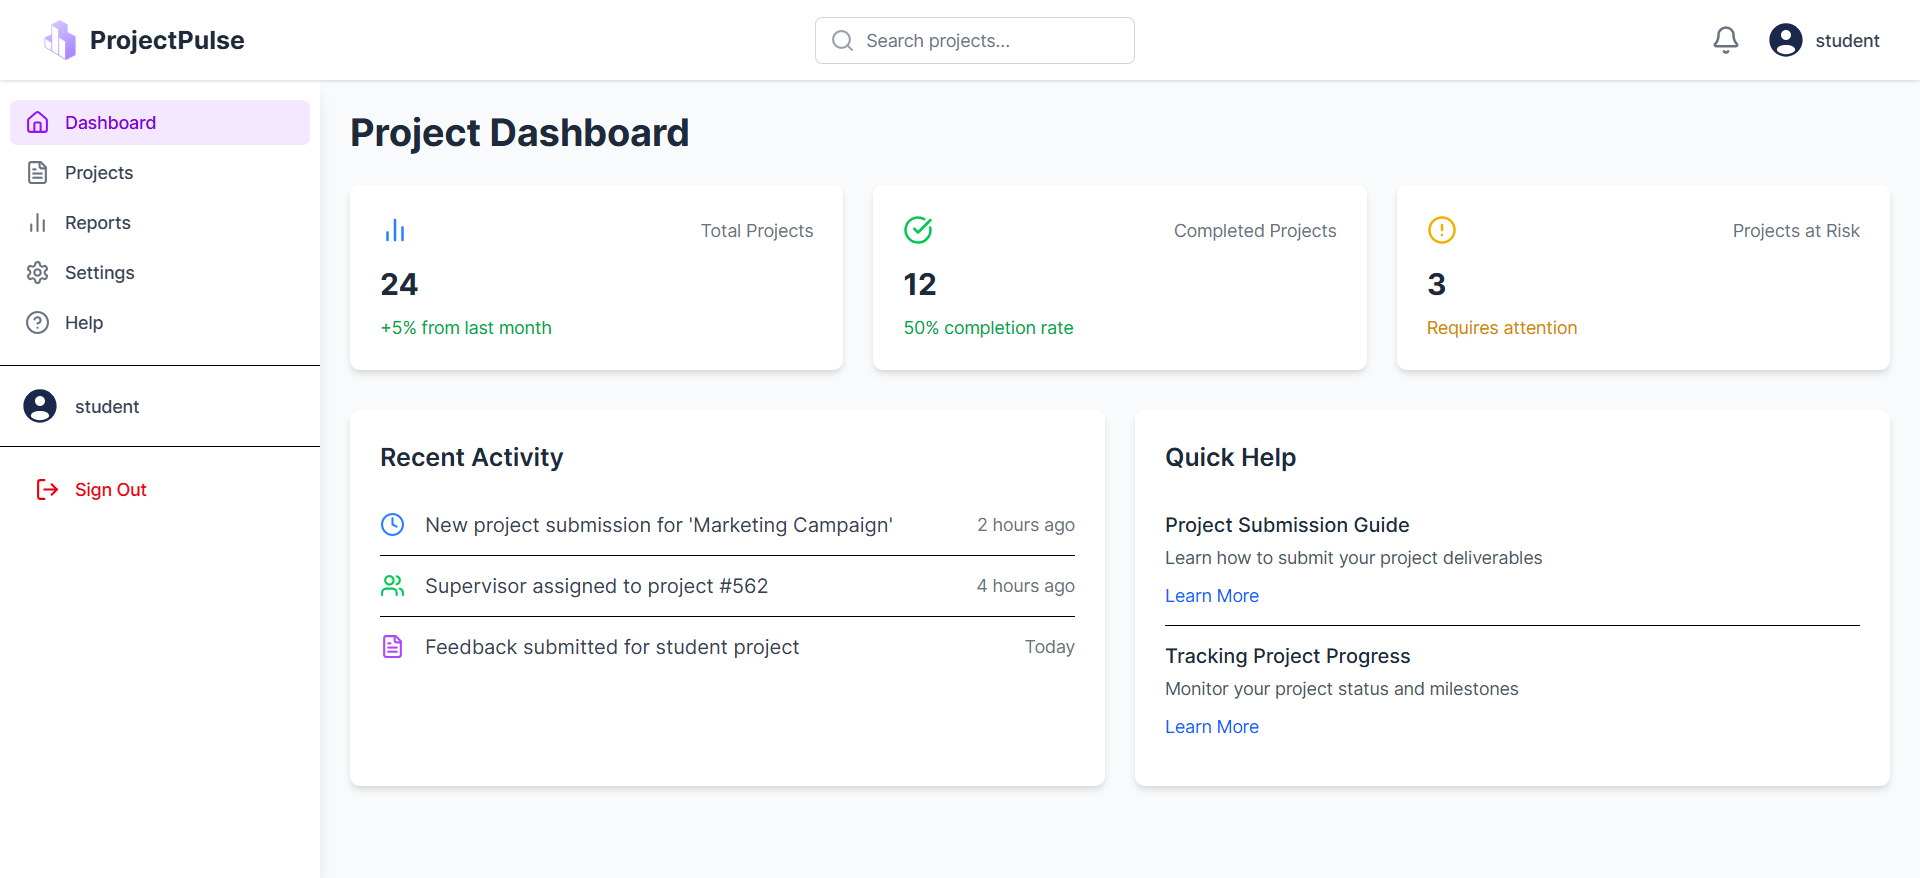 ProjectPulse
Search projects...
student
Dashboard
Projects
Reports
Settings
Help
student
Sign Out
Project Dashboard
Total Projects
24
+5% from last month
Completed Projects
12
50% completion rate
Projects at Risk
3
Requires attention
Recent Activity
New project submission for 'Marketing Campaign' 2 hours ago
Supervisor assigned to project #562 4 hours ago
Feedback submitted for student project Today
Quick Help
Project Submission Guide
Learn how to submit your project deliverables
Learn More
Tracking Project Progress
Monitor your project status and milestones
Learn More